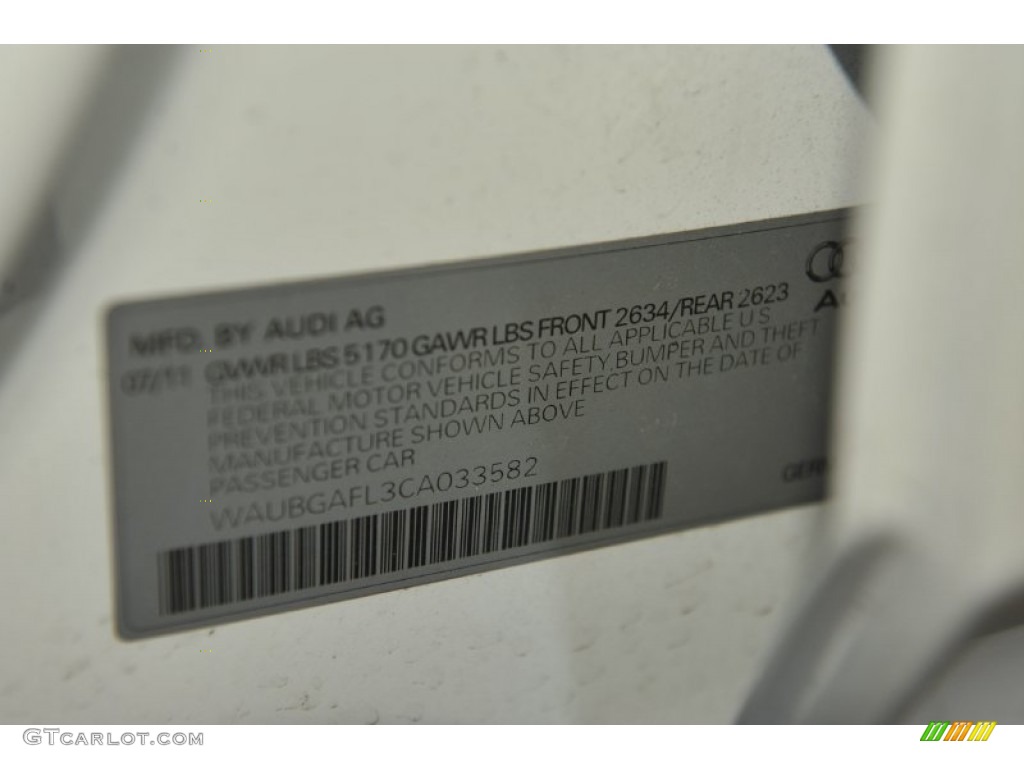 MFD. BY AUDI AG
07/11 GVWR LBS 5170 GAWR LBS FRONT 2634/REAR 2623
THIS VEHICLE CONFORMS TO ALL APPLICABLE U S
FEDERAL MOTOR VEHICLE SAFETY, BUMPER AND THEFT
PREVENTION STANDARDS IN EFFECT ON THE DATE OF
MANUFACTURE SHOWN ABOVE
PASSENGER CAR
WAUBGAFL3CA033582
GTCARLOT.COM